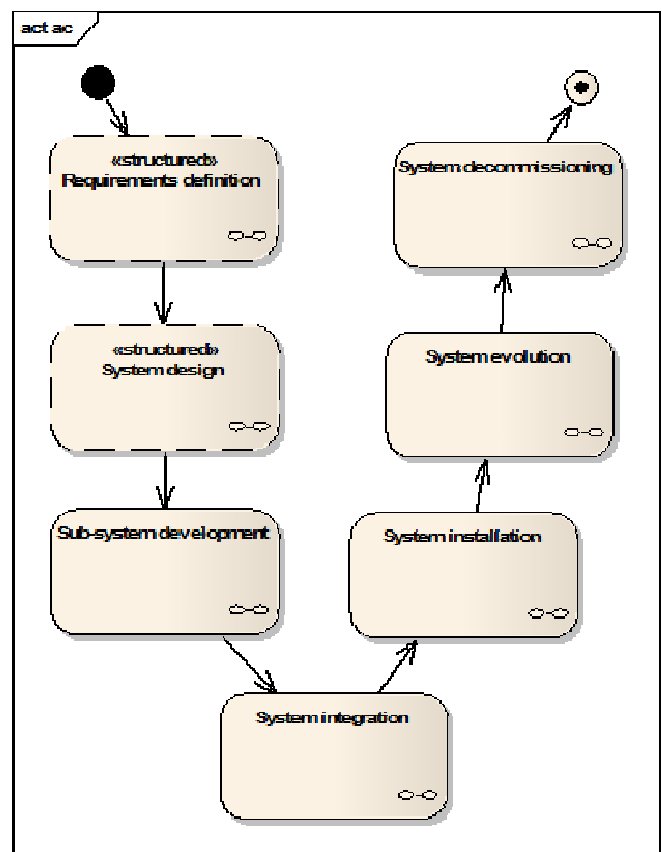 act ac
«structured»
Requirements definition
«structured»
System design
Sub-system development
System integration
System installation
System evolution
System decommissioning